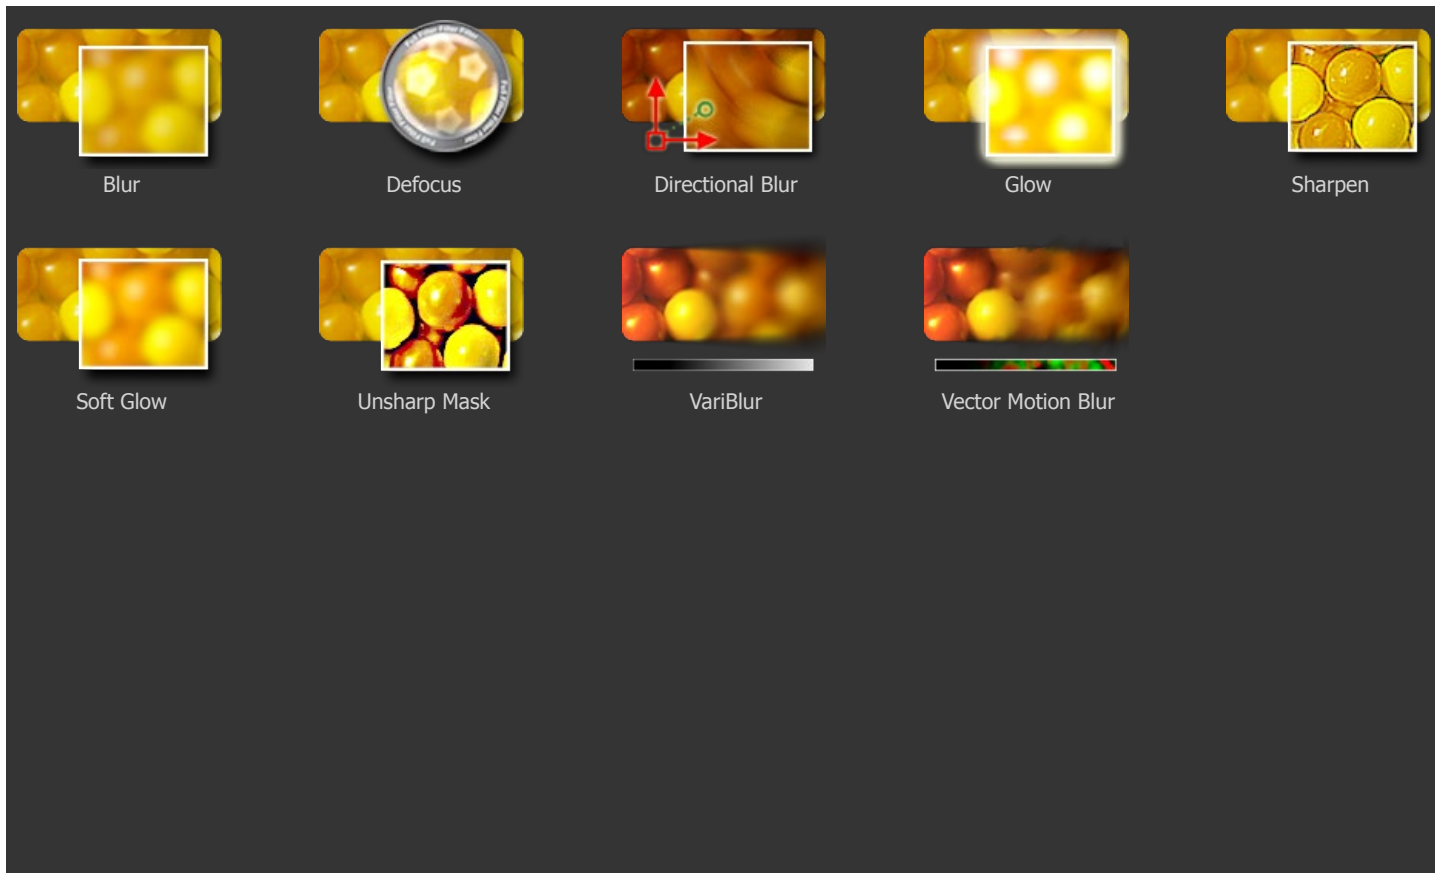 Blur
Defocus
Directional Blur
Glow
Sharpen
Soft Glow
Unsharp Mask
VariBlur
Vector Motion Blur